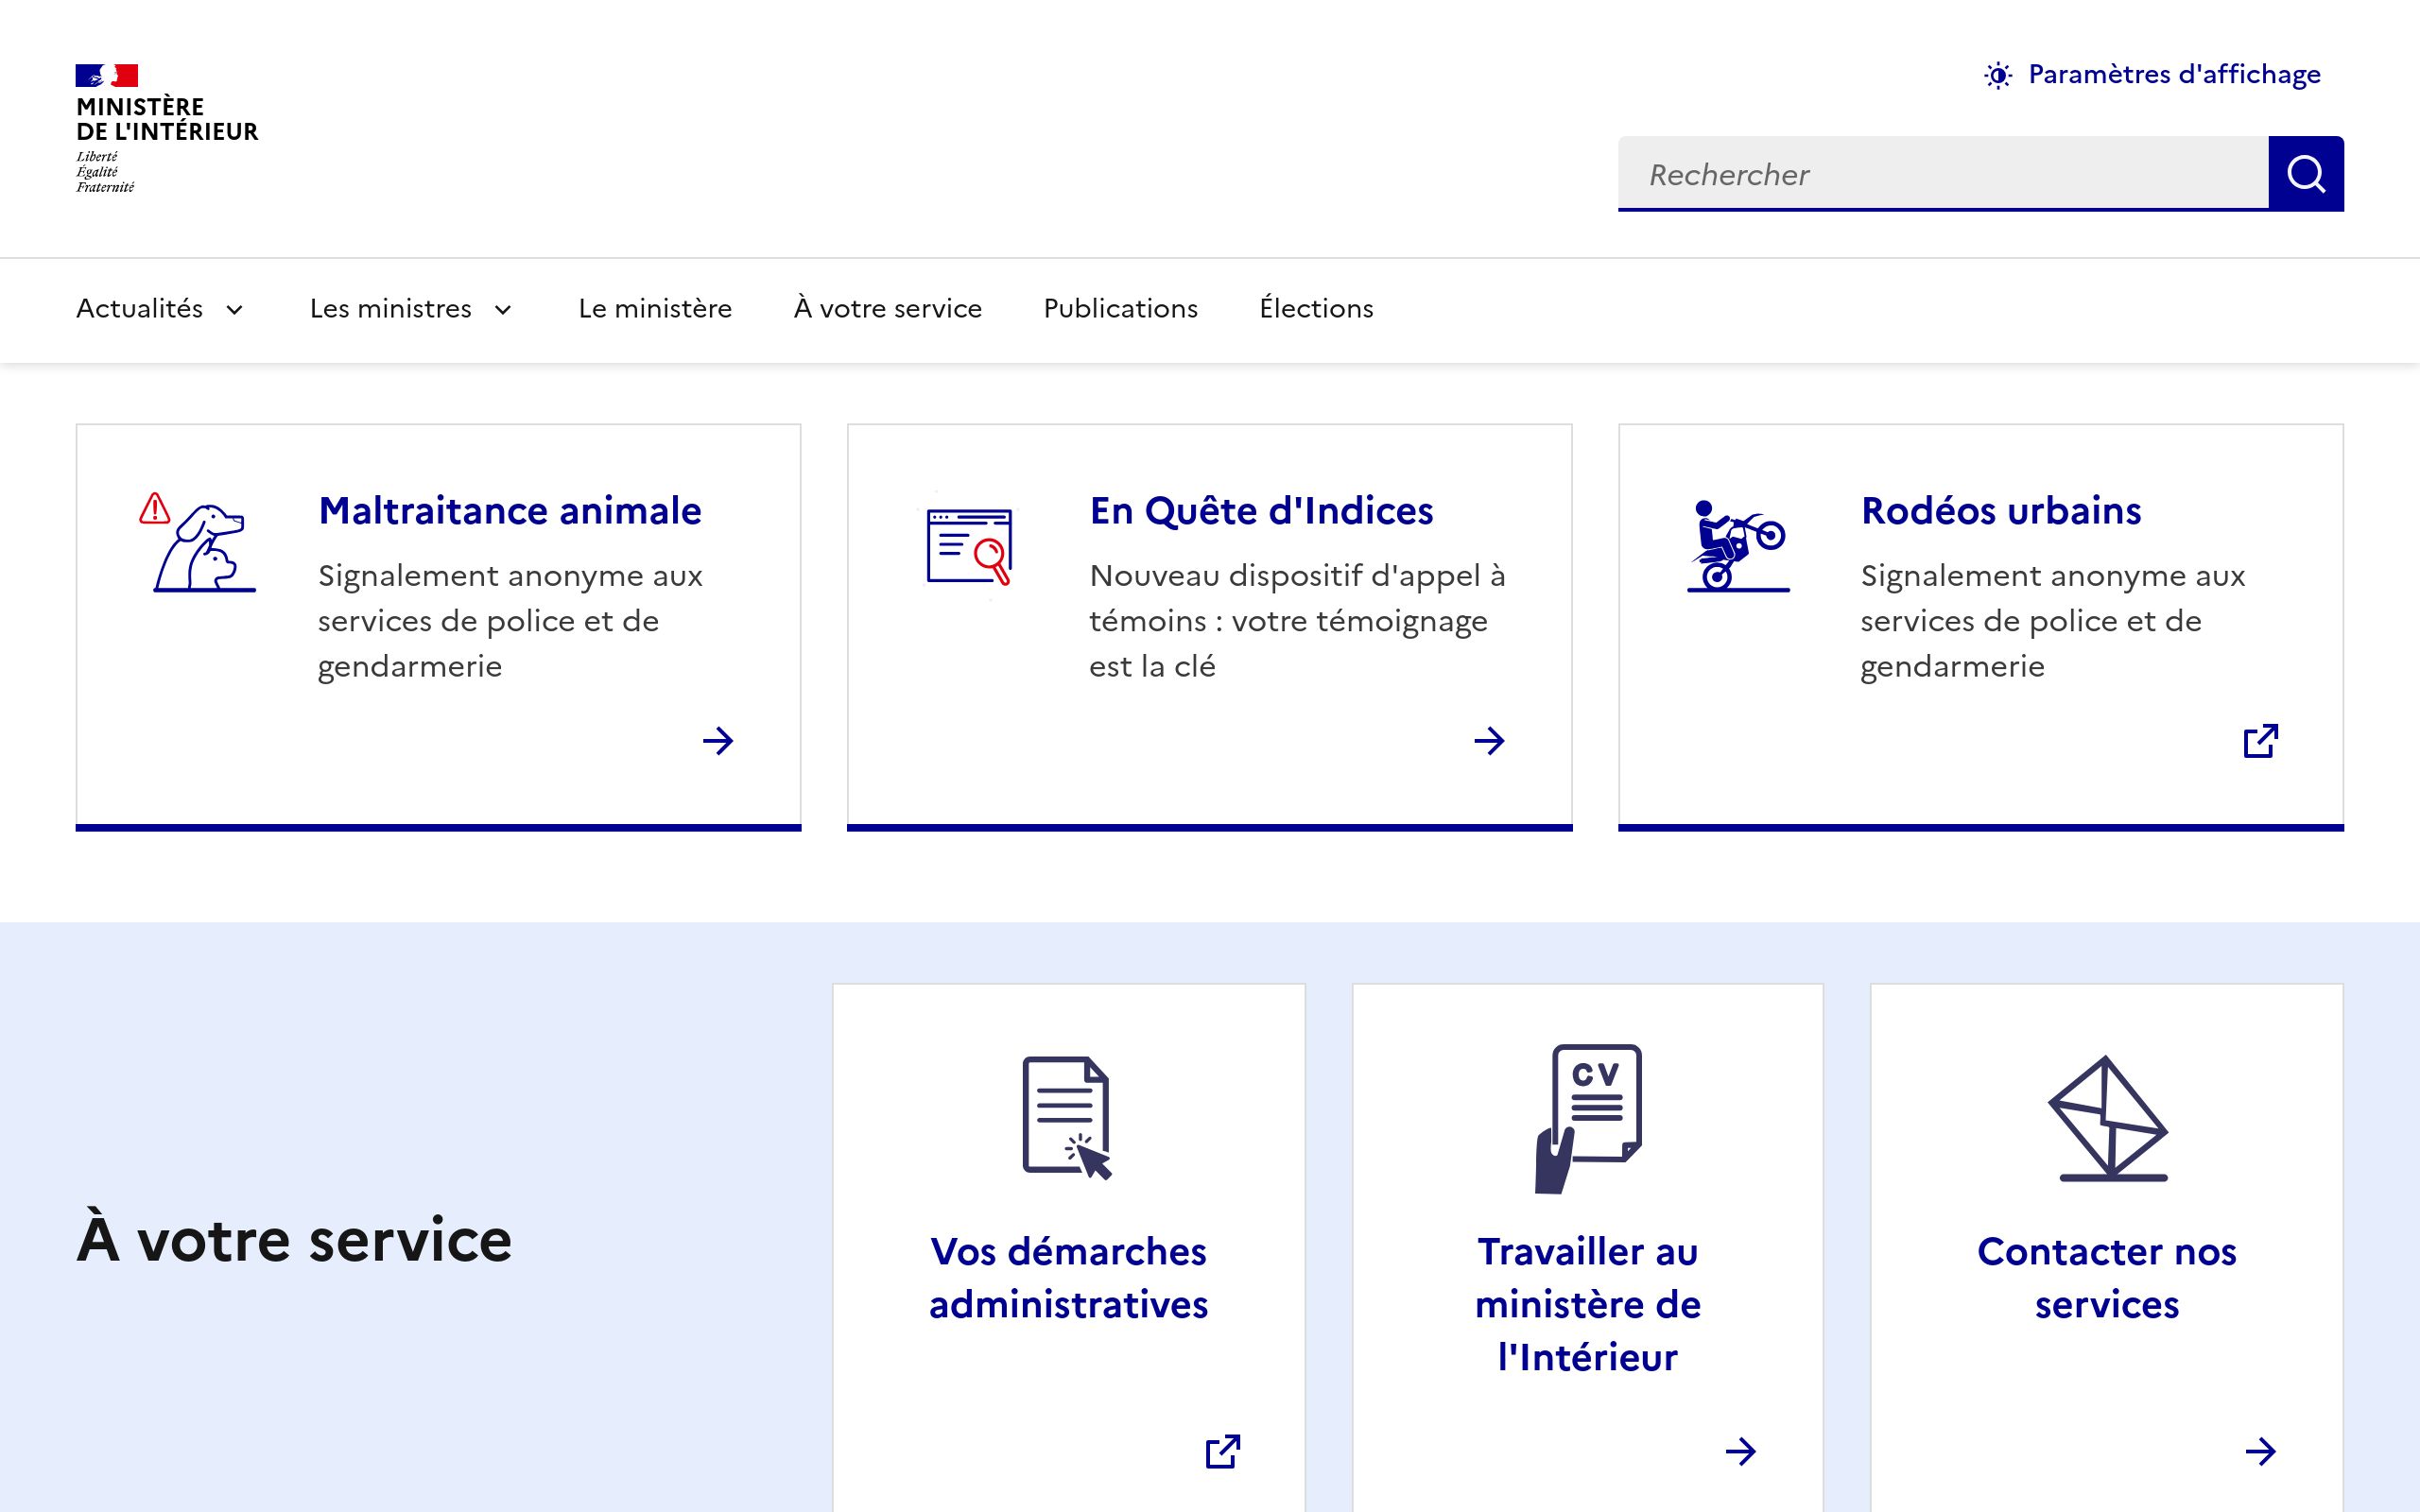 MINISTÈRE
DE L'INTÉRIEUR
Liberté
Égalité
Fraternité
Paramètres d'affichage
Rechercher
Actualités
Les ministres
Le ministère
À votre service
Publications
Élections
Maltraitance animale
Signalement anonyme aux
services de police et de
gendarmerie
En Quête d'Indices
Nouveau dispositif d'appel à
témoins : votre témoignage
est la clé
Rodéos urbains
Signalement anonyme aux
services de police et de
gendarmerie
À votre service
Vos démarches
administratives
CV
Travailler au
ministère de
l'Intérieur
Contacter nos
services